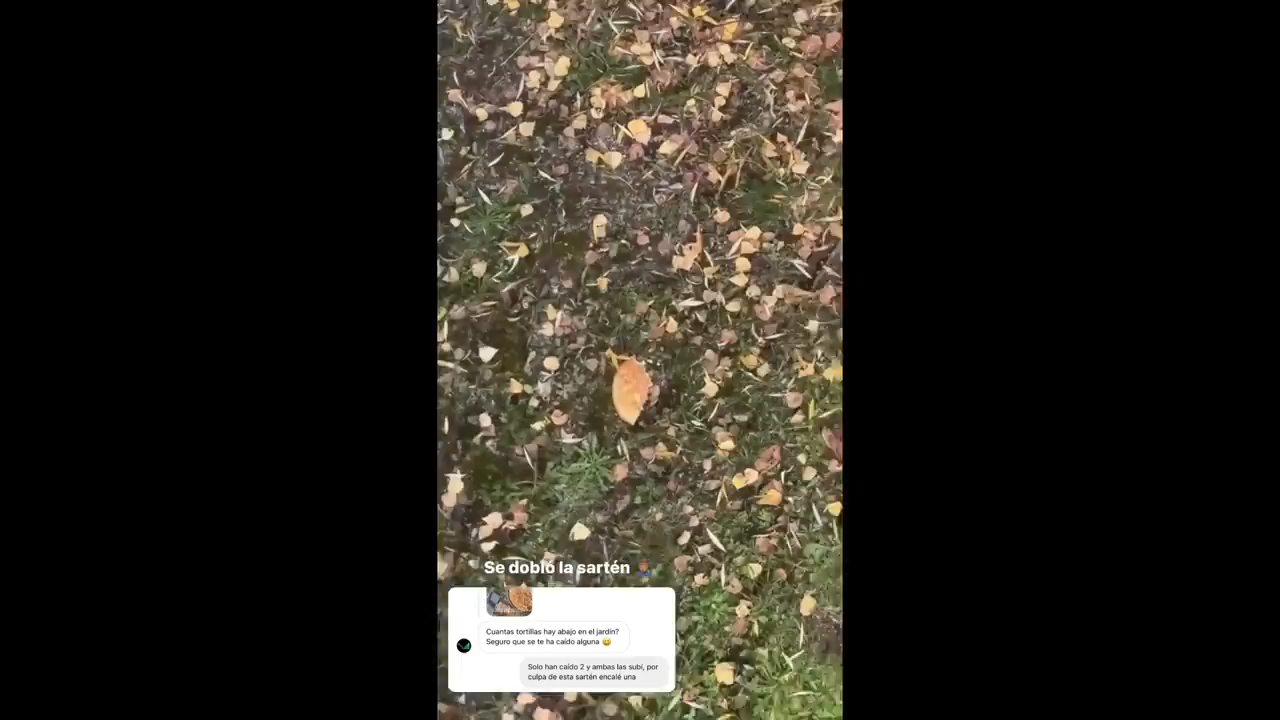 Se dobló la sartén
Cuantas tortillas hay abajo en el jardín?
Seguro que se te ha caído alguna
Solo han caído 2 y ambas las subí, por
culpa de esta sartén encalé una